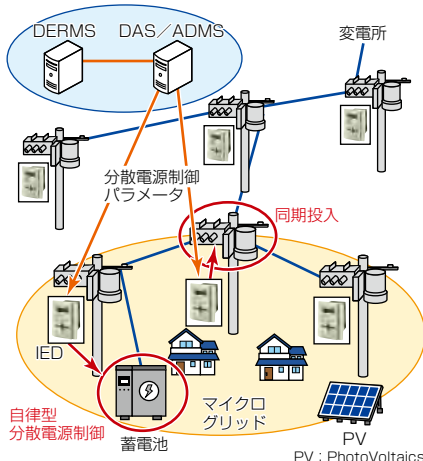 DERMS
DAS／ADMS
変電所
分散電源制御
パラメータ
同期投入
IED
自律型
分散電源制御
蓄電池
マイクロ
グリッド
PV
PV：PhotoVoltaics